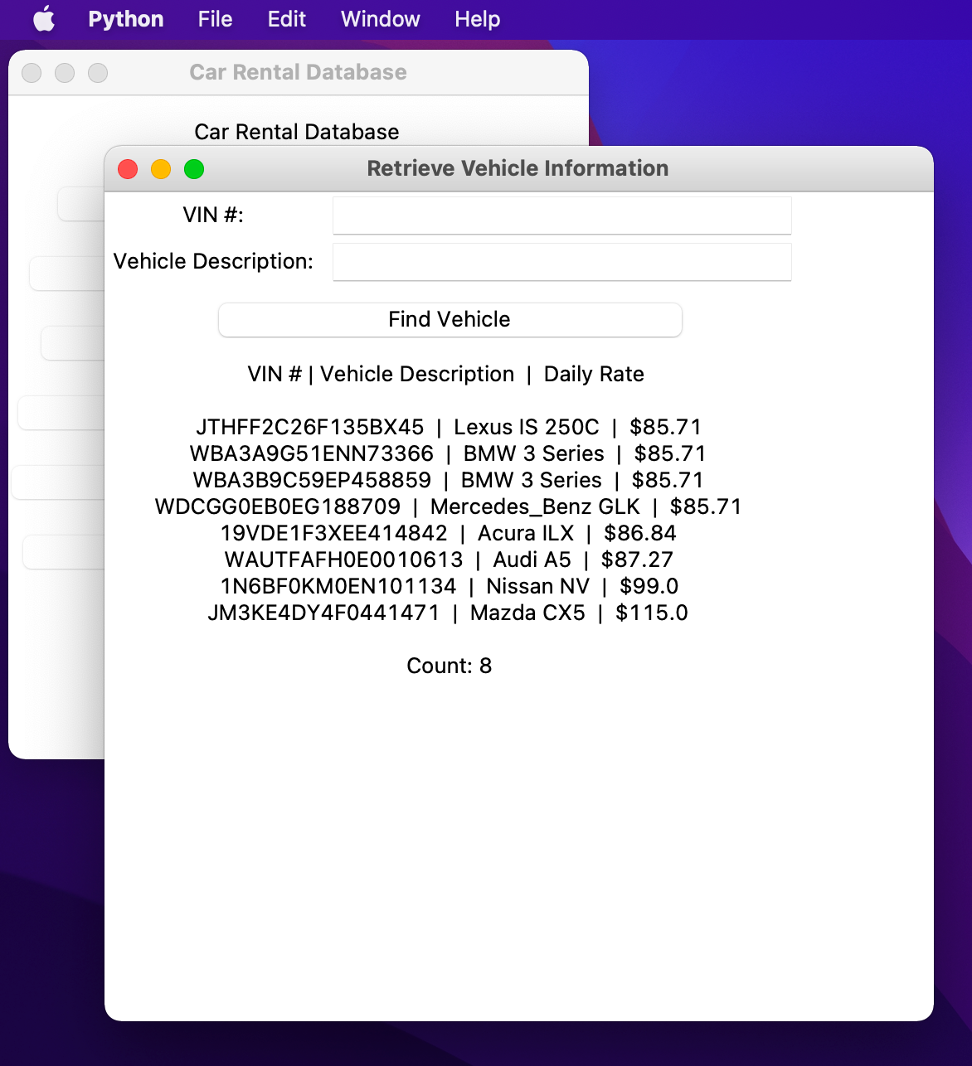 Python File Edit Window Help
Car Rental Database
Car Rental Database
Retrieve Vehicle Information
VIN #:
Vehicle Description:
Find Vehicle
VIN # | Vehicle Description | Daily Rate
JTHFF2C26F135BX45 | Lexus IS 250C | $85.71
WBA3A9G51ENN73366 | BMW 3 Series | $85.71
WBA3B9C59EP458859 | BMW 3 Series | $85.71
WDCGG0EB0EG188709 | Mercedes_Benz GLK | $85.71
19VDE1F3XEE414842 | Acura ILX | $86.84
WAUTFAFH0E0010613 | Audi A5 | $87.27
1N6BF0KM0EN101134 | Nissan NV | $99.0
JM3KE4DY4F0441471 | Mazda CX5 | $115.0
Count: 8